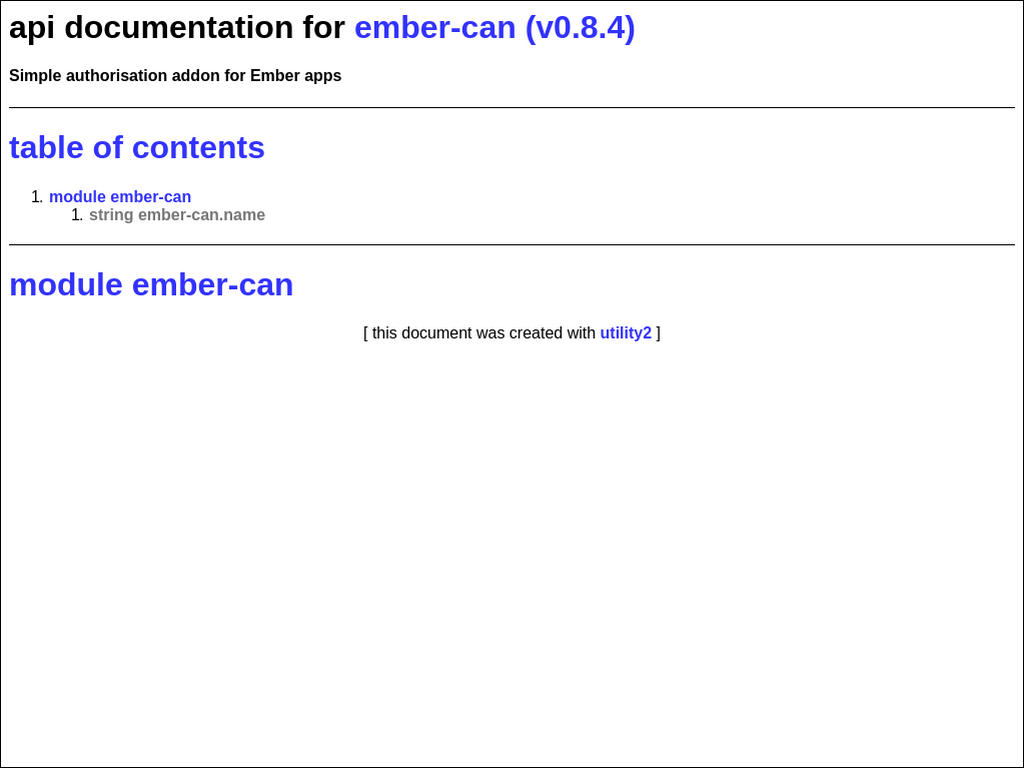 api documentation for ember-can (v0.8.4)
Simple authorisation addon for Ember apps
table of contents
1. module ember-can
1. string ember-can.name
module ember-can
[ this document was created with utility2 ]